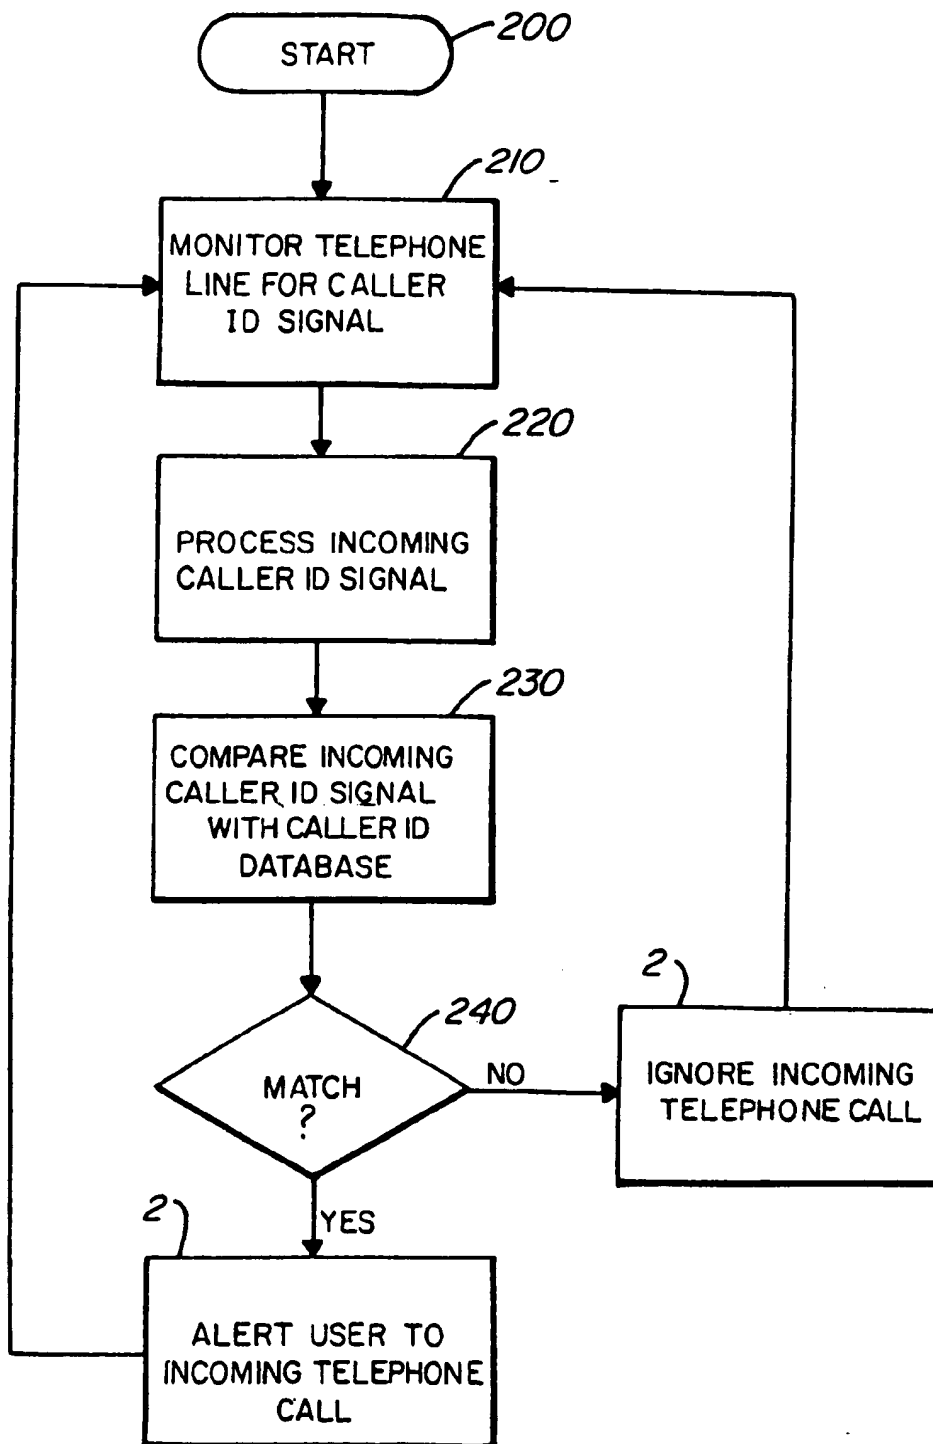 200
START
210
MONITOR TELEPHONE
LINE FOR CALLER
ID SIGNAL
220
PROCESS INCOMING
CALLER ID SIGNAL
230
COMPARE INCOMING
CALLER ID SIGNAL
WITH CALLER ID
DATABASE
240
MATCH
?
NO
2
IGNORE INCOMING
TELEPHONE CALL
YES
2
ALERT USER TO
INCOMING TELEPHONE
CALL